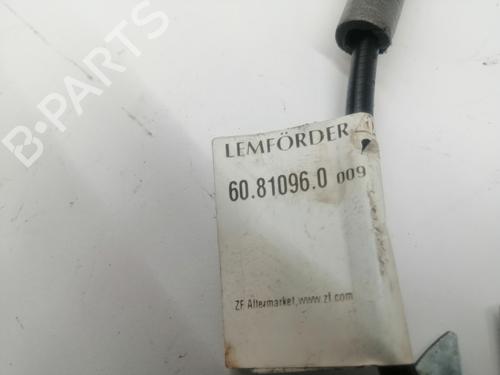 B-PARTS
LEMFÖRDER
60.81096.0 009
ZF Aftermarket, www.zf.com